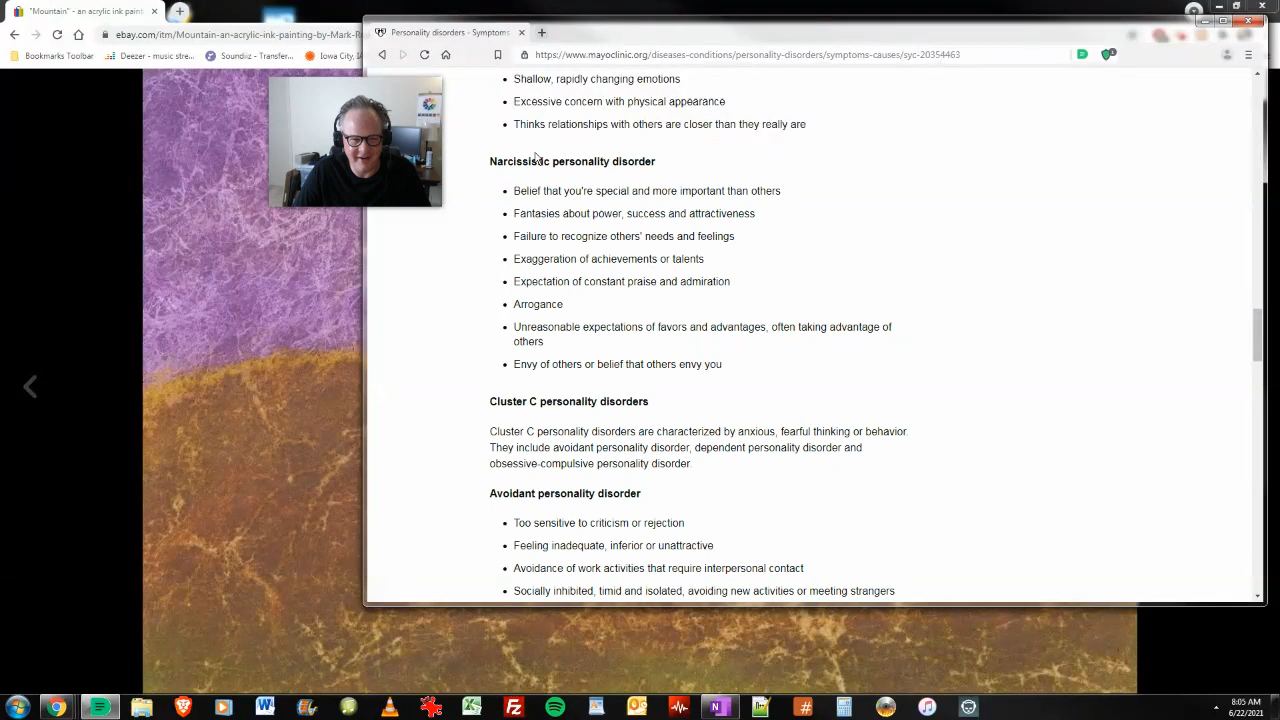 "Mountain" - an acrylic ink paint
Personality disorders - Symptoms
ebay.com/itm/Mountain-an-acrylic-ink-painting-by-Mark-R
https://www.mayoclinic.org/diseases-conditions/personality-disorders/symptoms-causes/syc-20354463
Bookmarks Toolbar
Deezer - music stre...
Soundiiz - Transfer...
Iowa City, I
Shallow, rapidly changing emotions
Excessive concern with physical appearance
Thinks relationships with others are closer than they really are
Narcissistic personality disorder
Belief that you're special and more important than others
Fantasies about power, success and attractiveness
Failure to recognize others' needs and feelings
Exaggeration of achievements or talents
Expectation of constant praise and admiration
Arrogance
Unreasonable expectations of favors and advantages, often taking advantage of
others
Envy of others or belief that others envy you
Cluster C personality disorders
Cluster C personality disorders are characterized by anxious, fearful thinking or behavior.
They include avoidant personality disorder, dependent personality disorder and
obsessive-compulsive personality disorder.
Avoidant personality disorder
Too sensitive to criticism or rejection
Feeling inadequate, inferior or unattractive
Avoidance of work activities that require interpersonal contact
Socially inhibited, timid and isolated, avoiding new activities or meeting strangers
8:05 AM
6/22/2021